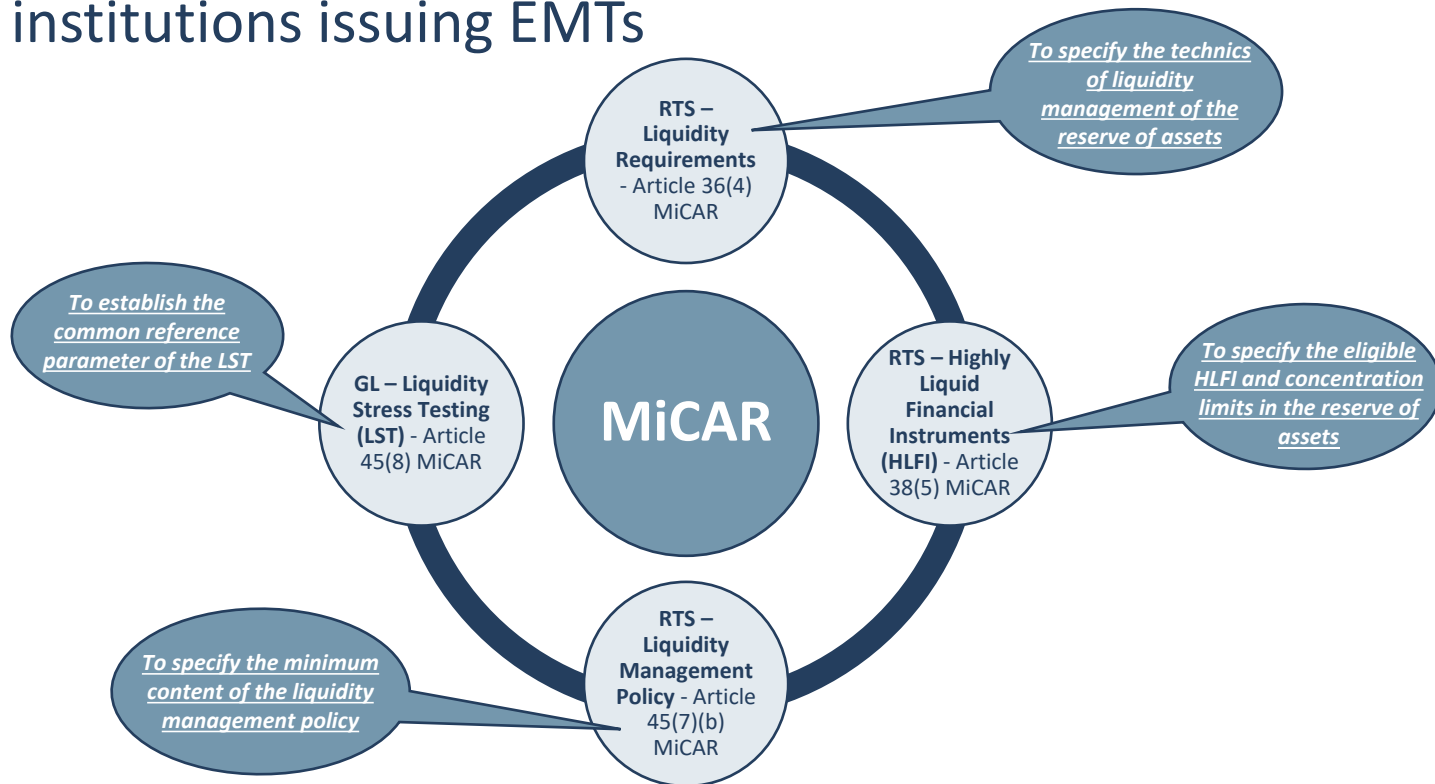 institutions issuing EMTs
To specify the technics
of liquidity
management of the
reserve of assets
RTS –
Liquidity
Requirements
- Article 36(4)
MiCAR
To establish the
common reference
parameter of the LST
GL – Liquidity
Stress Testing
(LST) - Article
45(8) MiCAR
MiCAR
RTS – Highly
Liquid
Financial
Instruments
(HLFI) - Article
38(5) MiCAR
To specify the eligible
HLFI and concentration
limits in the reserve of
assets
RTS –
Liquidity
Management
Policy - Article
45(7)(b)
MiCAR
To specify the minimum
content of the liquidity
management policy